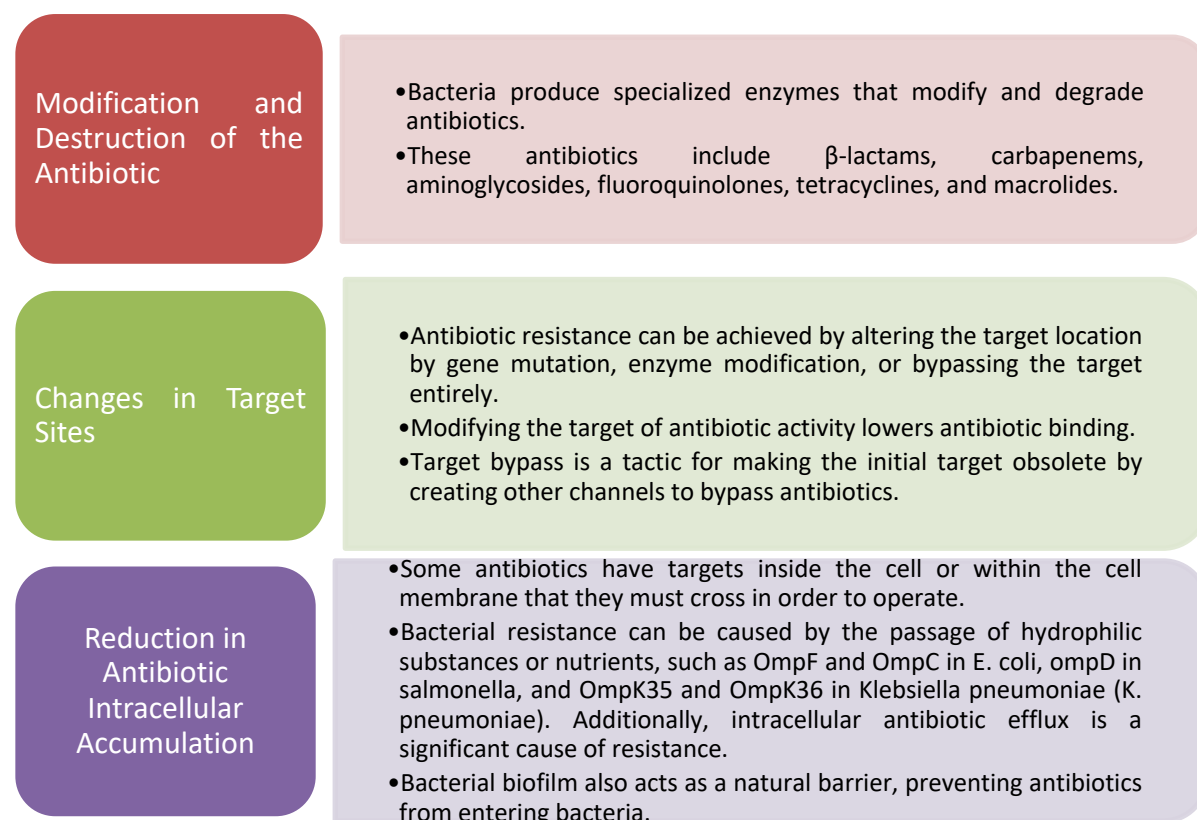 Modification and
Destruction of the
Antibiotic
•Bacteria produce specialized enzymes that modify and degrade
antibiotics.
•These antibiotics include β-lactams, carbapenems,
aminoglycosides, fluoroquinolones, tetracyclines, and macrolides.
Changes in Target
Sites
•Antibiotic resistance can be achieved by altering the target location
by gene mutation, enzyme modification, or bypassing the target
entirely.
•Modifying the target of antibiotic activity lowers antibiotic binding.
•Target bypass is a tactic for making the initial target obsolete by
creating other channels to bypass antibiotics.
Reduction in
Antibiotic
Intracellular
Accumulation
•Some antibiotics have targets inside the cell or within the cell
membrane that they must cross in order to operate.
•Bacterial resistance can be caused by the passage of hydrophilic
substances or nutrients, such as OmpF and OmpC in E. coli, ompD in
salmonella, and OmpK35 and OmpK36 in Klebsiella pneumoniae (K.
pneumoniae). Additionally, intracellular antibiotic efflux is a
significant cause of resistance.
•Bacterial biofilm also acts as a natural barrier, preventing antibiotics
from entering bacteria.